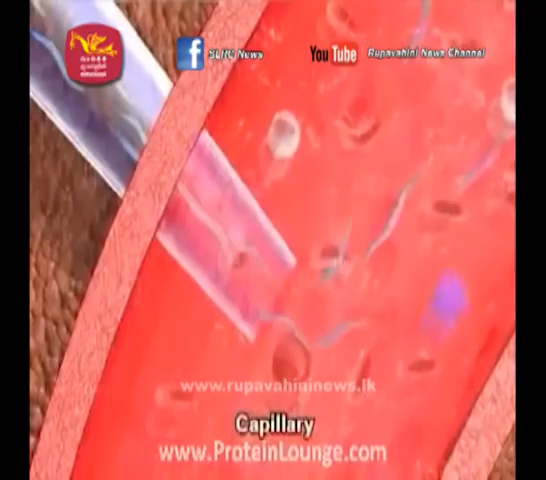 SLRC News
You Tube
Rupavahini News Channel
www.rupavahininews.lk
Capillary
www.ProteinLounge.com